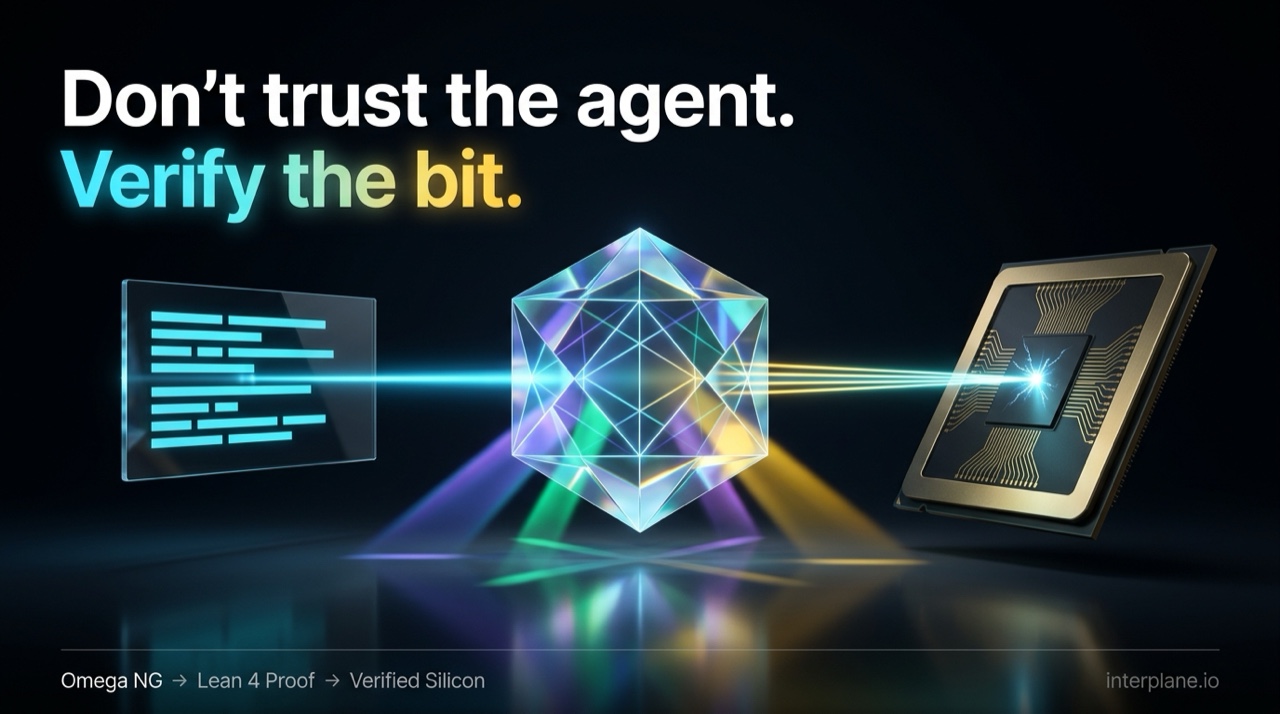 Don’t trust the agent.
Verify the bit.
Omega NG → Lean 4 Proof → Verified Silicon
interplane.io